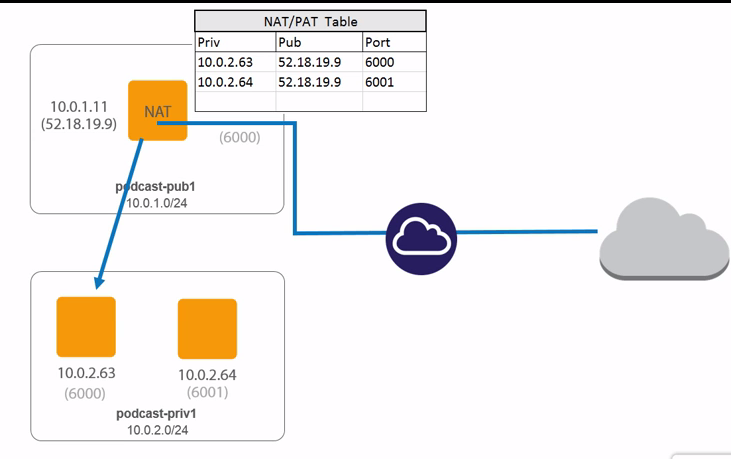 NAT/PAT Table
Priv Pub Port
10.0.2.63 52.18.19.9 6000
10.0.2.64 52.18.19.9 6001
10.0.1.11
(52.18.19.9)
NAT
(6000)
podcast-pub1
10.0.1.0/24
10.0.2.63
(6000)
10.0.2.64
(6001)
podcast-priv1
10.0.2.0/24